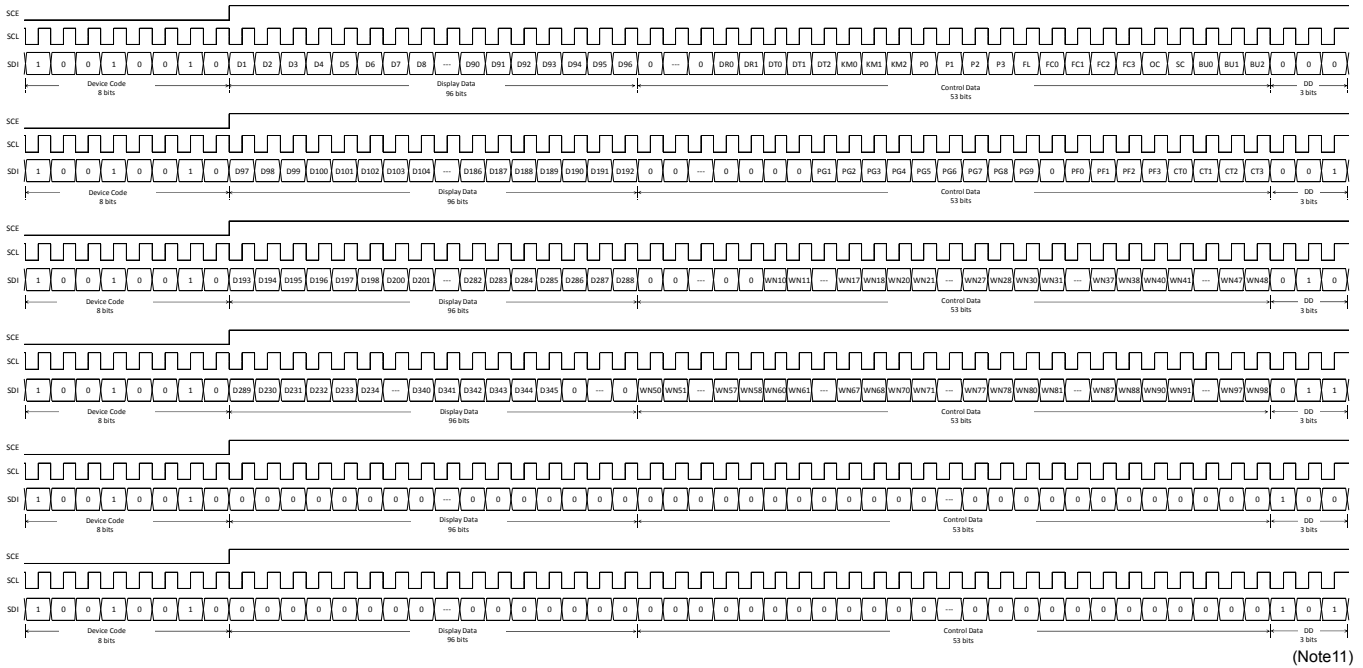 SCE
SCL
SDI 1 0 0 1 0 0 1 0 D1 D2 D3 D4 D5 D6 D7 D8 --- D90 D91 D92 D93 D94 D95 D96 0 --- 0 DR0 DR1 DT0 DT1 DT2 KM0 KM1 KM2 P0 P1 P2 P3 FL FC0 FC1 FC2 FC3 OC SC BU0 BU1 BU2 0 0 0
Device Code Display Data Control Data DD
8 bits 96 bits 53 bits 3 bits
SCE
SCL
SDI 1 0 0 1 0 0 1 0 D97 D98 D99 D100 D101 D102 D103 D104 --- D186 D187 D188 D189 D190 D191 D192 0 0 --- 0 0 0 0 PG1 PG2 PG3 PG4 PG5 PG6 PG7 PG8 PG9 0 PF0 PF1 PF2 PF3 CT0 CT1 CT2 CT3 0 0 1
Device Code Display Data Control Data DD
8 bits 96 bits 53 bits 3 bits
SCE
SCL
SDI 1 0 0 1 0 0 1 0 D193 D194 D195 D196 D197 D198 D200 D201 --- D282 D283 D284 D285 D286 D287 D288 0 0 --- 0 0 WN10 WN11 --- WN17 WN18 WN20 WN21 --- WN27 WN28 WN30 WN31 --- WN37 WN38 WN40 WN41 --- WN47 WN48 0 1 0
Device Code Display Data Control Data DD
8 bits 96 bits 53 bits 3 bits
SCE
SCL
SDI 1 0 0 1 0 0 1 0 D289 D230 D231 D232 D233 D234 --- D340 D341 D342 D343 D344 D345 0 --- 0 WN50 WN51 --- WN57 WN58 WN60 WN61 --- WN67 WN68 WN70 WN71 --- WN77 WN78 WN80 WN81 --- WN87 WN88 WN90 WN91 --- WN97 WN98 0 1 1
Device Code Display Data Control Data DD
8 bits 96 bits 53 bits 3 bits
SCE
SCL
SDI 1 0 0 1 0 0 1 0 0 0 0 0 0 0 0 0 --- 0 0 0 0 0 0 0 0 0 0 0 0 0 0 0 0 0 0 0 --- 0 0 0 0 0 0 0 0 0 0 0 0 1 0 0
Device Code Display Data Control Data DD
8 bits 96 bits 53 bits 3 bits
SCE
SCL
SDI 1 0 0 1 0 0 1 0 0 0 0 0 0 0 0 0 --- 0 0 0 0 0 0 0 0 0 0 0 0 0 0 0 0 0 0 0 --- 0 0 0 0 0 0 0 0 0 0 0 0 1 0 1
Device Code Display Data Control Data DD
8 bits 96 bits 53 bits 3 bits
(Note11)